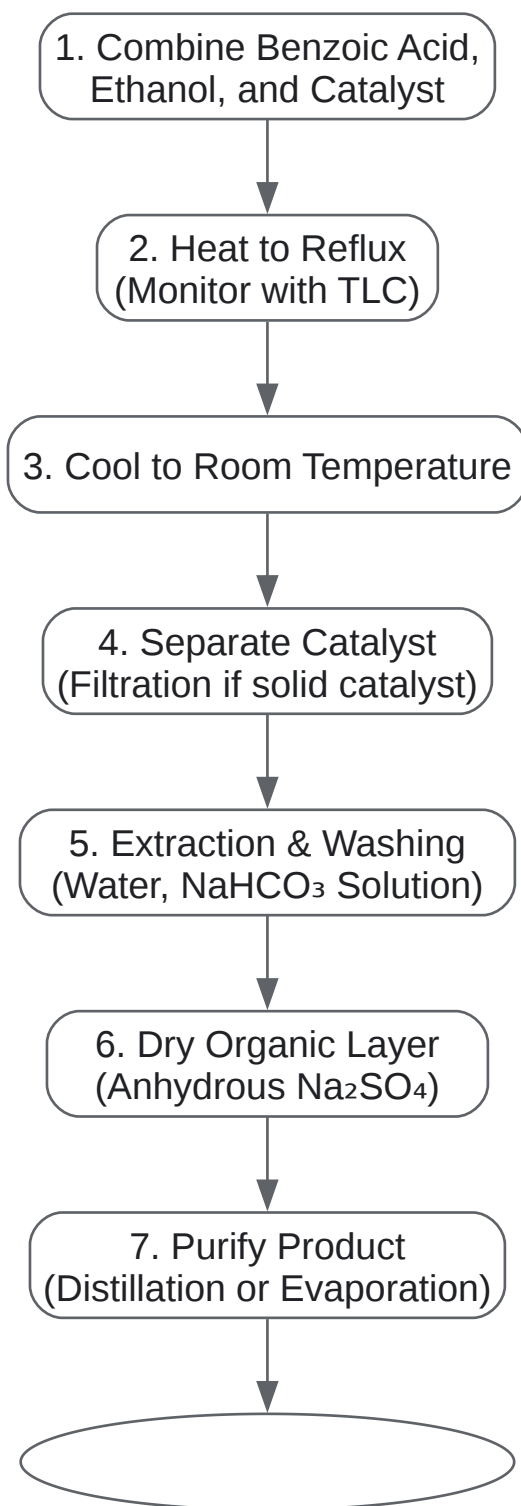 1. Combine Benzoic Acid,
Ethanol, and Catalyst
2. Heat to Reflux
(Monitor with TLC)
3. Cool to Room Temperature
4. Separate Catalyst
(Filtration if solid catalyst)
5. Extraction & Washing
(Water, NaHCO₃ Solution)
6. Dry Organic Layer
(Anhydrous Na₂SO₄)
7. Purify Product
(Distillation or Evaporation)